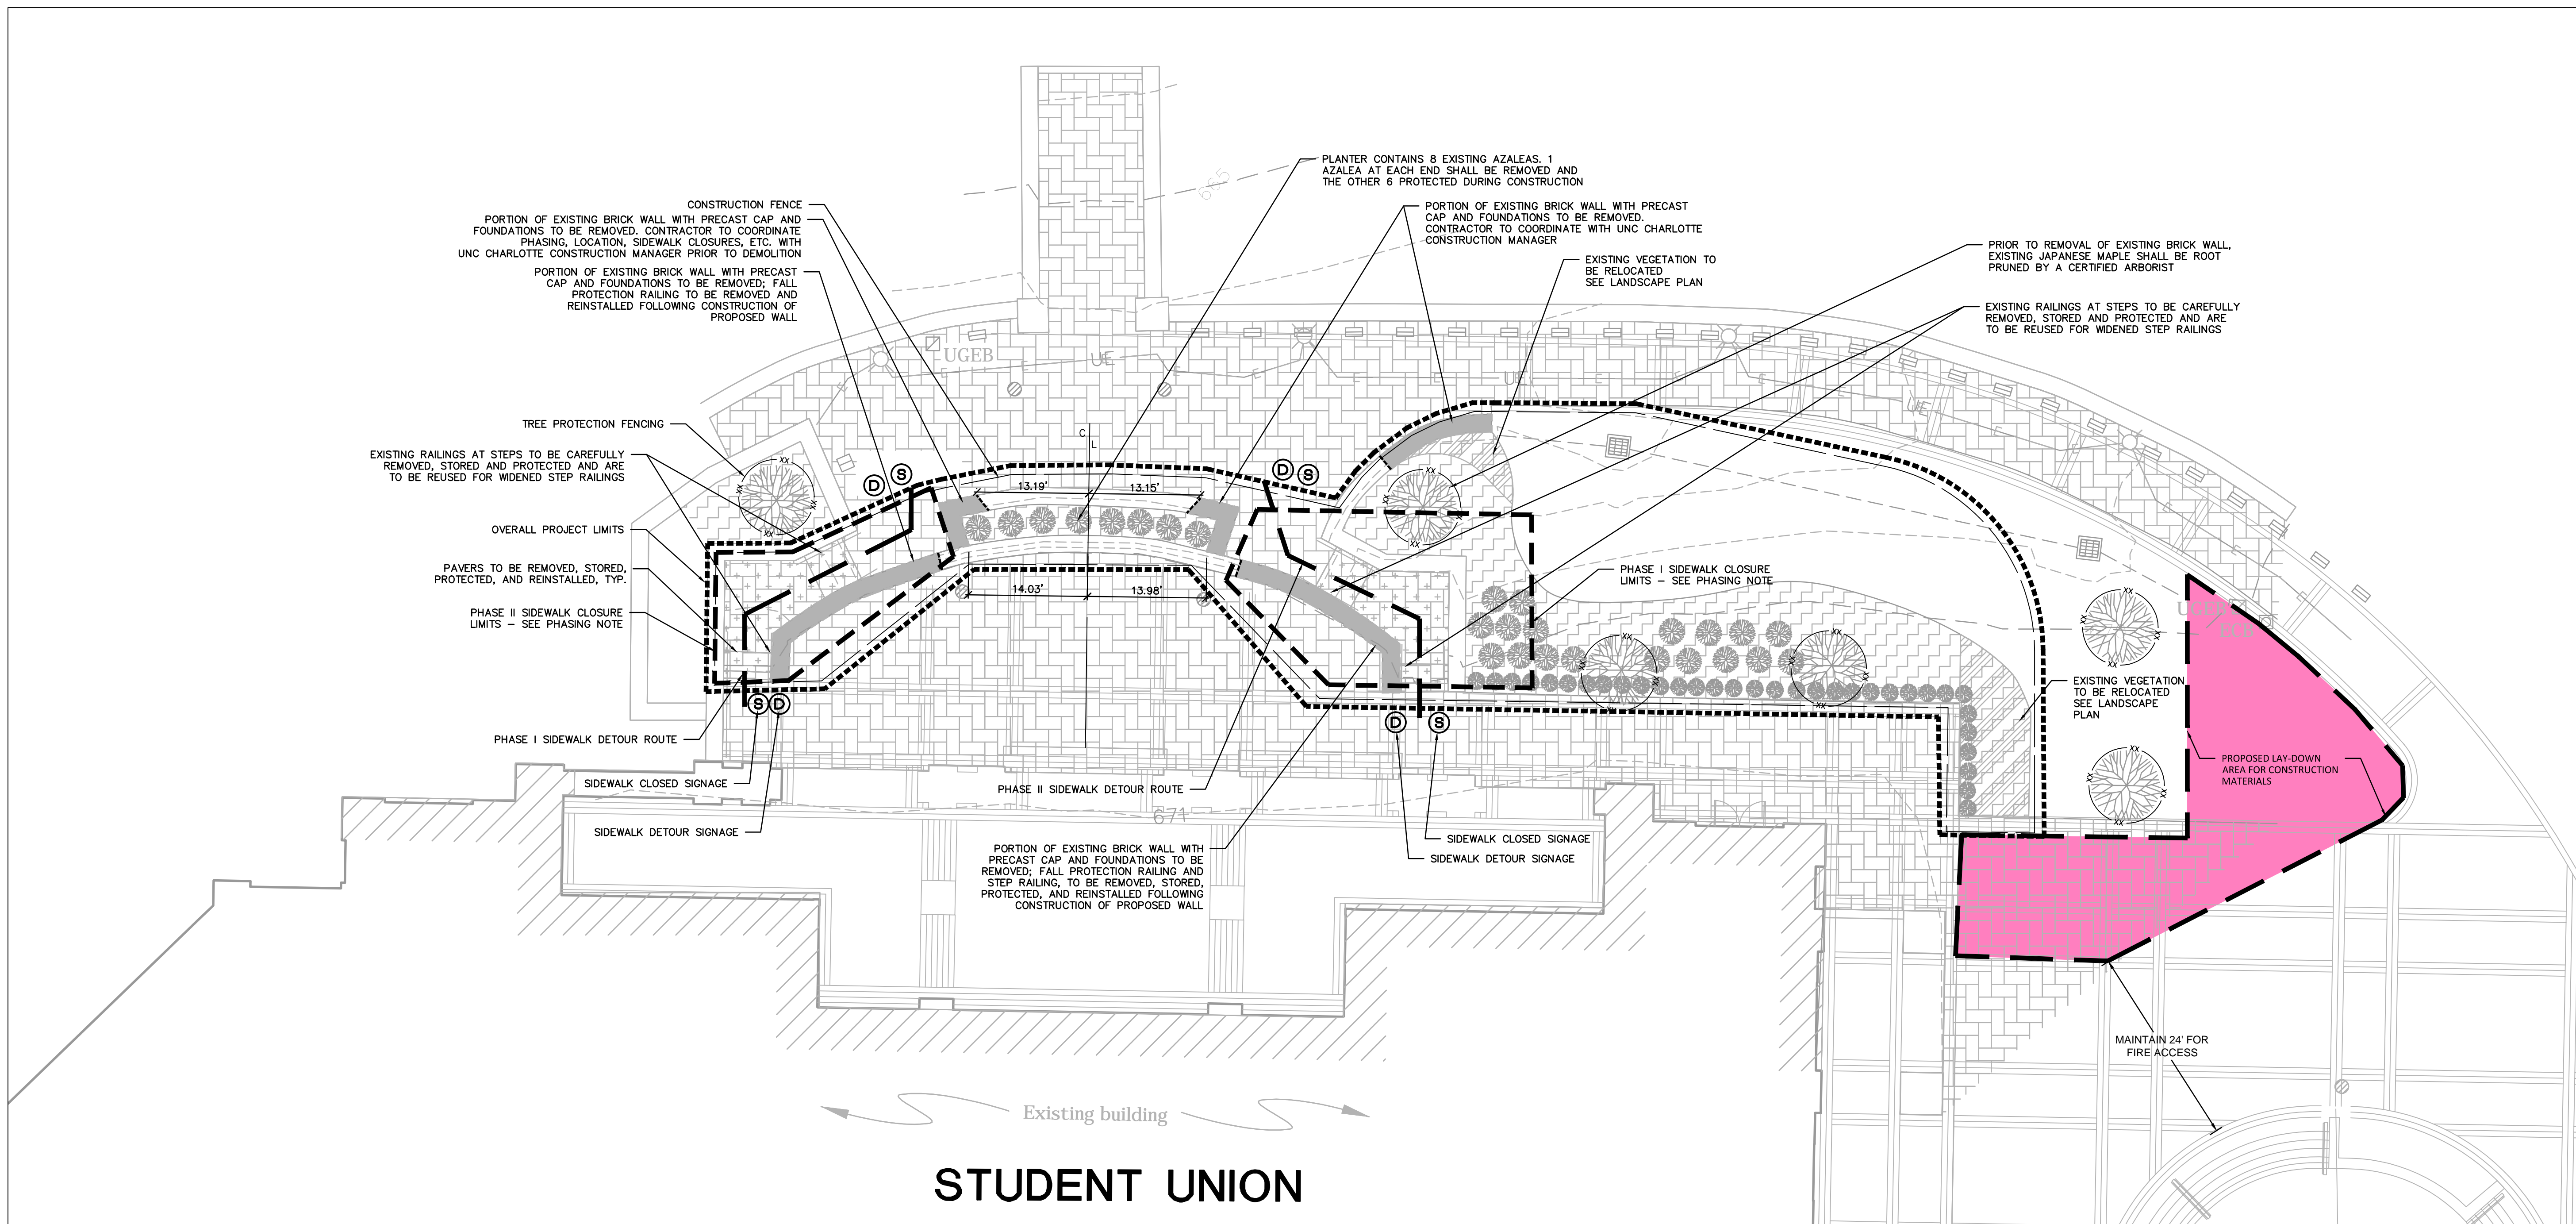 PLANTER CONTAINS 8 EXISTING AZALEAS. 1
AZALEA AT EACH END SHALL BE REMOVED AND
THE OTHER 6 PROTECTED DURING CONSTRUCTION
665
CONSTRUCTION FENCE
PORTION OF EXISTING BRICK WALL WITH PRECAST CAP AND
FOUNDATIONS TO BE REMOVED. CONTRACTOR TO COORDINATE
PHASING, LOCATION, SIDEWALK CLOSURES, ETC. WITH
UNC CHARLOTTE CONSTRUCTION MANAGER PRIOR TO DEMOLITION
PORTION OF EXISTING BRICK WALL WITH PRECAST
CAP AND FOUNDATIONS TO BE REMOVED; FALL
PROTECTION RAILING TO BE REMOVED AND
REINSTALLED FOLLOWING CONSTRUCTION OF
PROPOSED WALL
PORTION OF EXISTING BRICK WALL WITH PRECAST
CAP AND FOUNDATIONS TO BE REMOVED.
CONTRACTOR TO COORDINATE WITH UNC CHARLOTTE
CONSTRUCTION MANAGER
EXISTING VEGETATION TO
BE RELOCATED
SEE LANDSCAPE PLAN
PRIOR TO REMOVAL OF EXISTING BRICK WALL,
EXISTING JAPANESE MAPLE SHALL BE ROOT
PRUNED BY A CERTIFIED ARBORIST
EXISTING RAILINGS AT STEPS TO BE CAREFULLY
REMOVED, STORED AND PROTECTED AND ARE
TO BE REUSED FOR WIDENED STEP RAILINGS
UGEB
UE
UE
UE
TREE PROTECTION FENCING
EXISTING RAILINGS AT STEPS TO BE CAREFULLY
REMOVED, STORED AND PROTECTED AND ARE
TO BE REUSED FOR WIDENED STEP RAILINGS
OVERALL PROJECT LIMITS
PAVERS TO BE REMOVED, STORED,
PROTECTED, AND REINSTALLED, TYP.
PHASE II SIDEWALK CLOSURE
LIMITS – SEE PHASING NOTE
PHASE I SIDEWALK DETOUR ROUTE
SIDEWALK CLOSED SIGNAGE
SIDEWALK DETOUR SIGNAGE
D S
C L
D S
13.19' 13.15'
14.03' 13.98'
S D
D S
PHASE I SIDEWALK CLOSURE
LIMITS – SEE PHASING NOTE
PHASE II SIDEWALK DETOUR ROUTE
671
PORTION OF EXISTING BRICK WALL WITH
PRECAST CAP AND FOUNDATIONS TO BE
REMOVED; FALL PROTECTION RAILING AND
STEP RAILING, TO BE REMOVED, STORED,
PROTECTED, AND REINSTALLED FOLLOWING
CONSTRUCTION OF PROPOSED WALL
SIDEWALK CLOSED SIGNAGE
SIDEWALK DETOUR SIGNAGE
ECB
EXISTING VEGETATION
TO BE RELOCATED
SEE LANDSCAPE
PLAN
PROPOSED LAY-DOWN
AREA FOR CONSTRUCTION
MATERIALS
MAINTAIN 24' FOR
FIRE ACCESS
Existing building
STUDENT UNION